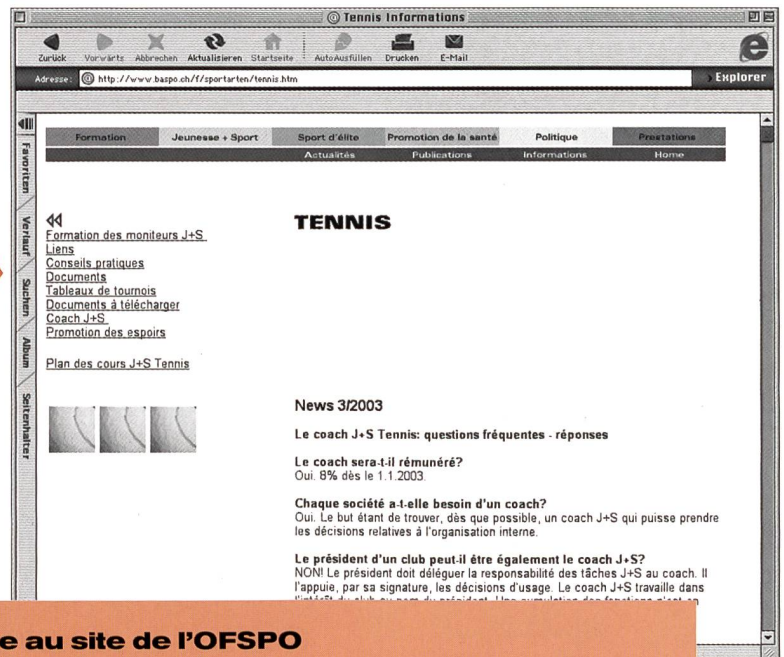 @ Tennis Informations
Zurück Vorwärts Abbrechen Aktualisieren Startseite AutoAusfüllen Drucken E-Mail
Adresse: @ http://www.baspo.ch/f/sportarten/tennis.htm
Explorer
Favoriten
Verlauf
Suchen
Album
Seitenhalter
Formation Jeunesse + Sport Sport d'élite Promotion de la santé Politique Prestations
Actualités Publications Informations Home
Formation des moniteurs J+S
Liens
Conseils pratiques
Documents
Tableaux de tournois
Documents à télécharger
Coach J+S
Promotion des espoirs
Plan des cours J+S Tennis
TENNIS
News 3/2003
Le coach J+S Tennis: questions fréquentes - réponses
Le coach sera-t-il rémunéré?
Oui. 8% dès le 1.1.2003.
Chaque société a-t-elle besoin d'un coach?
Oui. Le but étant de trouver, dès que possible, un coach J+S qui puisse prendre
les décisions relatives á l'organisation interne.
Le président d'un club peut-il être également le coach J+S?
NON! Le président doit déléguer la responsabilité des tâches J+S au coach. Il
l'appuie, par sa signature, les décisions d'usage. Le coach J+S travaille dans
e au site de l'OFSPO